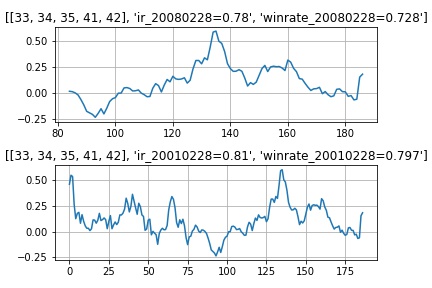 [[33, 34, 35, 41, 42], 'ir_20080228=0.78', 'winrate_20080228=0.728']
0.50
0.25
0.00
−0.25
80 100 120 140 160 180
[[33, 34, 35, 41, 42], 'ir_20010228=0.81', 'winrate_20010228=0.797']
0.50
0.25
0.00
−0.25
0 25 50 75 100 125 150 175